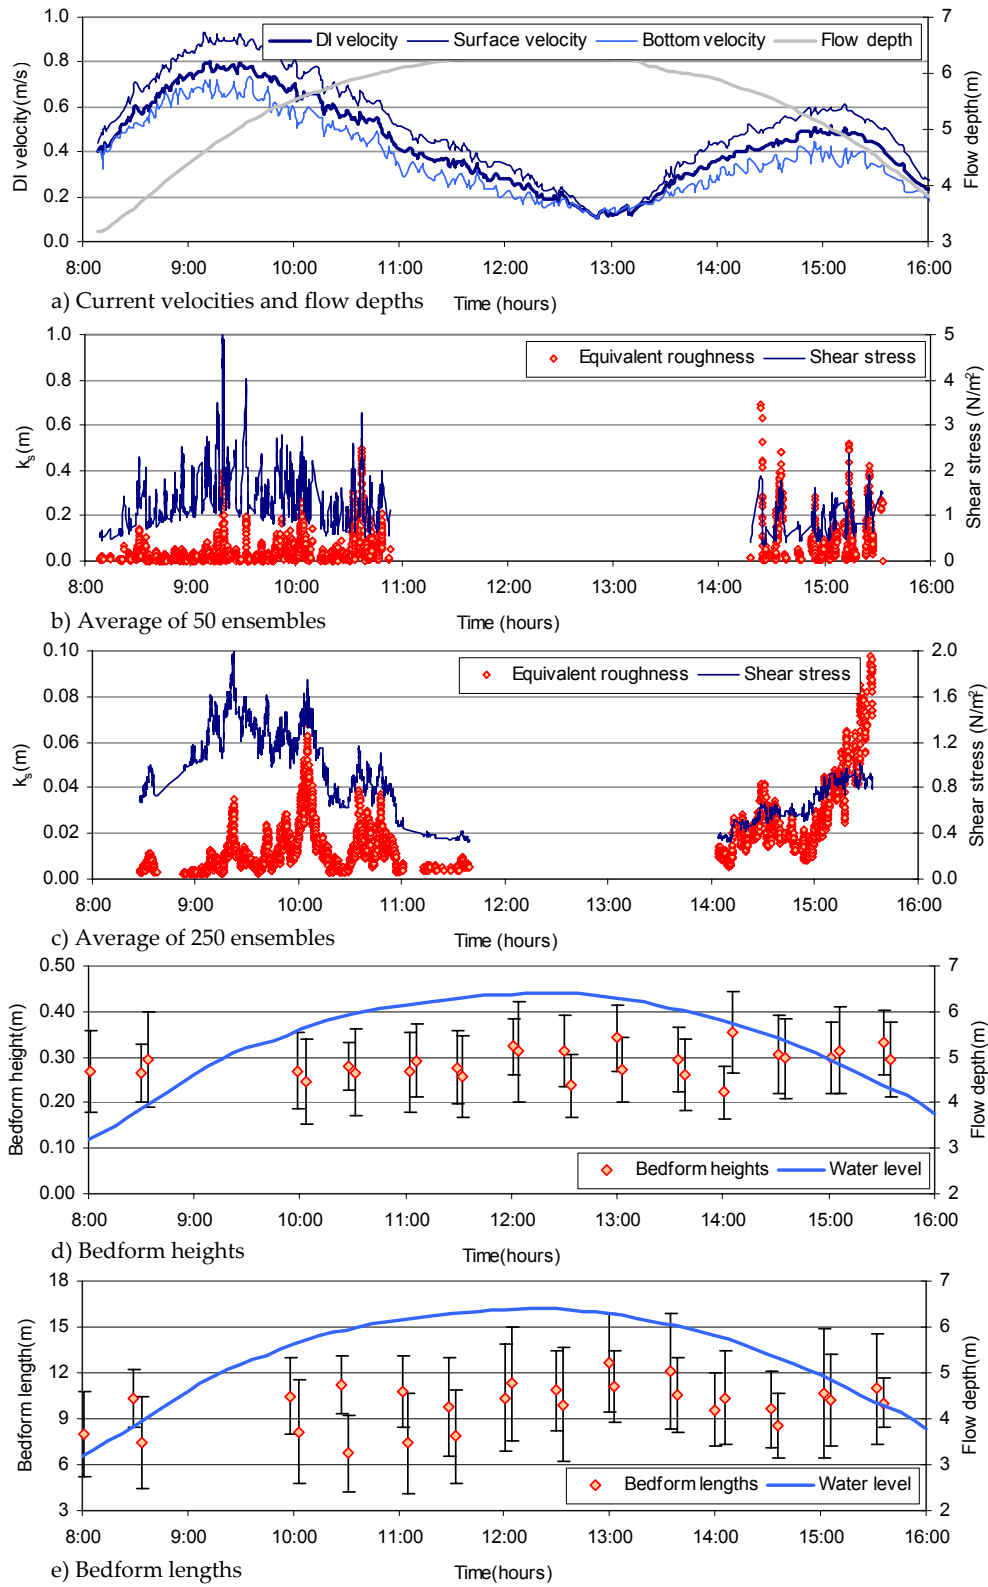 1.0
0.8
0.6
0.4
0.2
0.0
DI velocity(m/s)
DI velocity
Surface velocity
Bottom velocity
Flow depth
7
6
5
4
3
Flow depth(m)
8:00 9:00 10:00 11:00 12:00 13:00 14:00 15:00 16:00
a) Current velocities and flow depths
Time (hours)
1.0
0.8
0.6
0.4
0.2
0.0
ks(m)
Equivalent roughness
Shear stress
5
4
3
2
1
0
Shear stress (N/m²)
8:00 9:00 10:00 11:00 12:00 13:00 14:00 15:00 16:00
b) Average of 50 ensembles
Time (hours)
0.10
0.08
0.06
0.04
0.02
0.00
ks(m)
Equivalent roughness
Shear stress
2.0
1.6
1.2
0.8
0.4
0.0
Shear stress (N/m²)
8:00 9:00 10:00 11:00 12:00 13:00 14:00 15:00 16:00
c) Average of 250 ensembles
Time (hours)
0.50
0.40
0.30
0.20
0.10
0.00
Bedform height(m)
Bedform heights
Water level
7
6
5
4
3
2
Flow depth(m)
8:00 9:00 10:00 11:00 12:00 13:00 14:00 15:00 16:00
d) Bedform heights
Time(hours)
18
15
12
9
6
3
Bedform length(m)
Bedform lengths
Water level
7
6
5
4
3
2
Flow depth(m)
8:00 9:00 10:00 11:00 12:00 13:00 14:00 15:00 16:00
e) Bedform lengths
Time(hours)